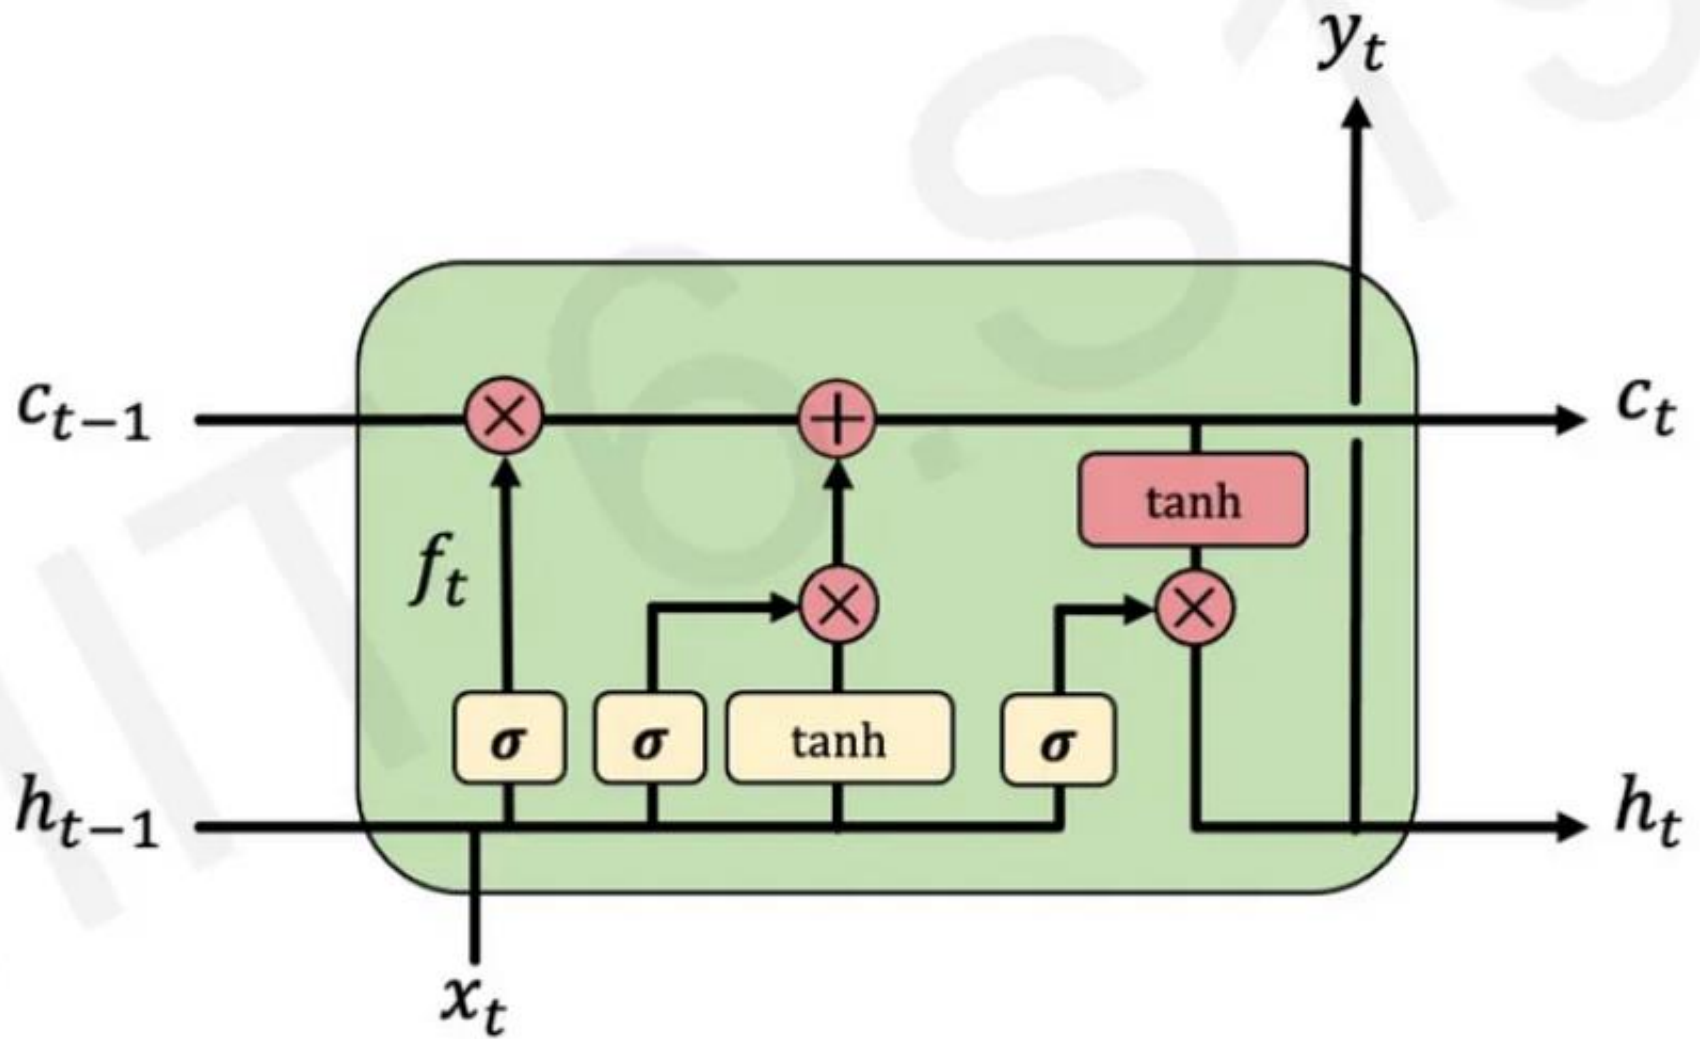 y_t
c_{t-1} × + c_t
tanh
f_t × ×
σ σ tanh σ
h_{t-1} h_t
x_t